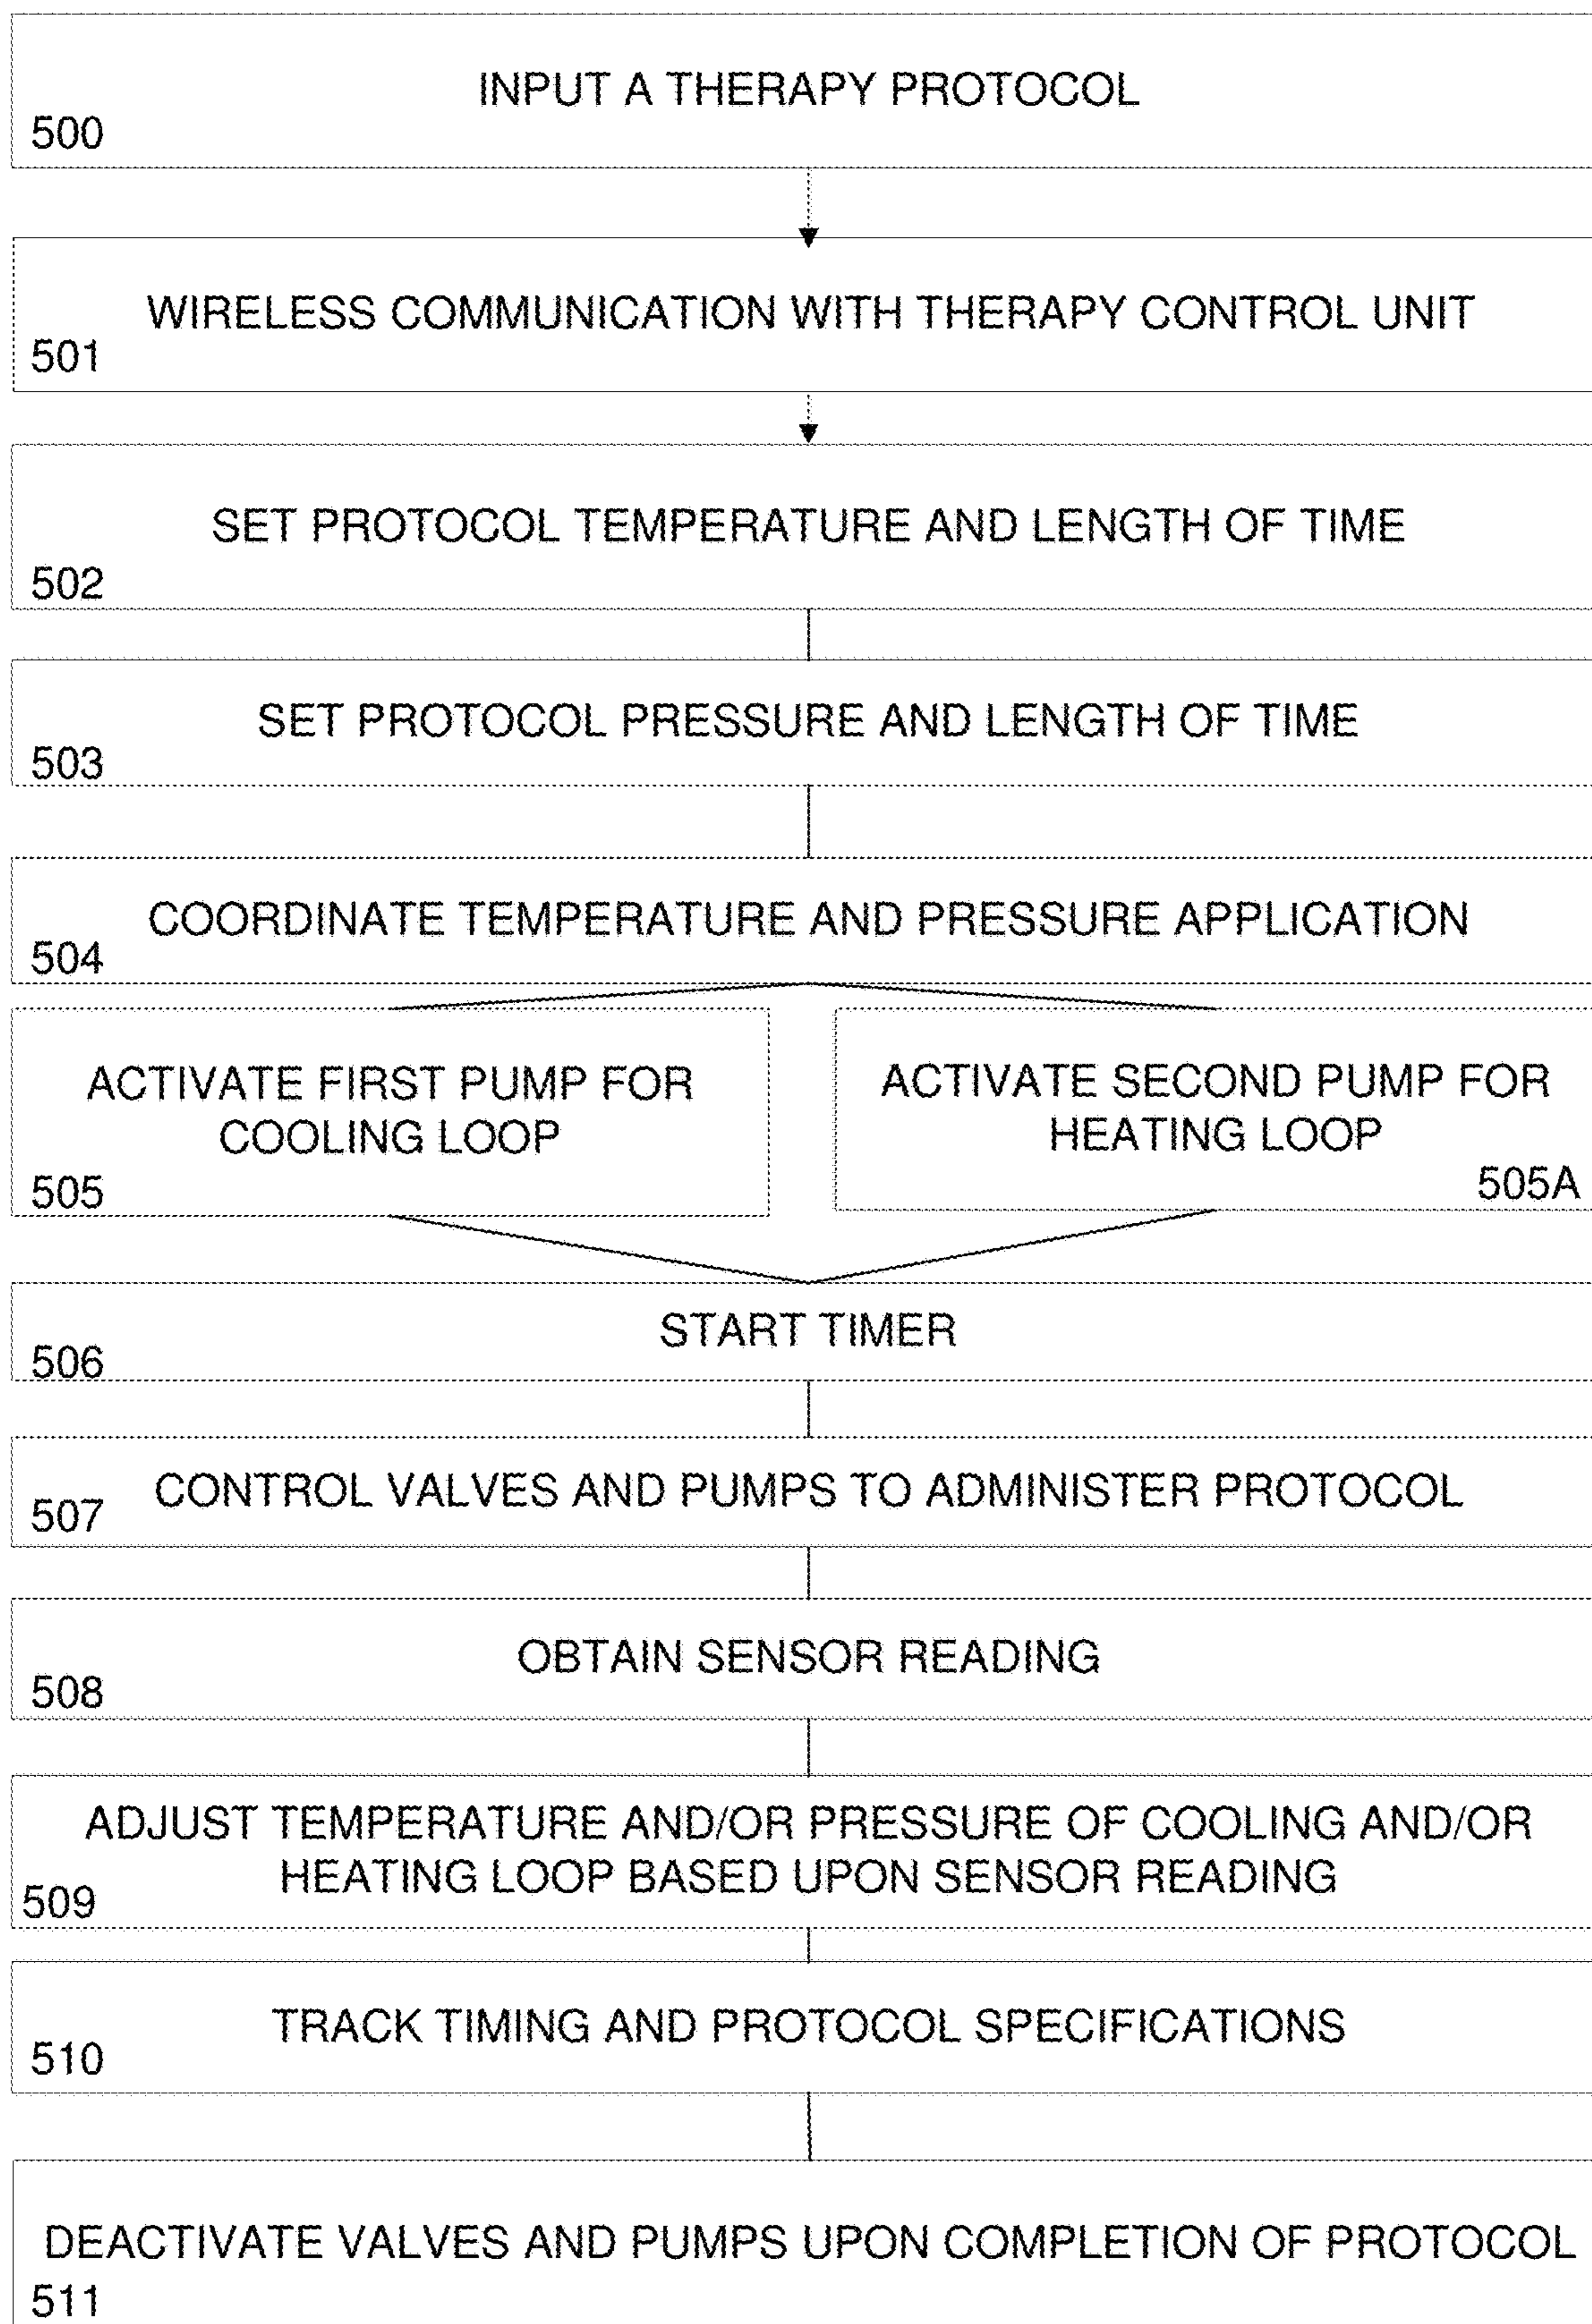 INPUT A THERAPY PROTOCOL
500
WIRELESS COMMUNICATION WITH THERAPY CONTROL UNIT
501
SET PROTOCOL TEMPERATURE AND LENGTH OF TIME
502
SET PROTOCOL PRESSURE AND LENGTH OF TIME
503
COORDINATE TEMPERATURE AND PRESSURE APPLICATION
504
ACTIVATE FIRST PUMP FOR
COOLING LOOP
505
ACTIVATE SECOND PUMP FOR
HEATING LOOP
505A
START TIMER
506
CONTROL VALVES AND PUMPS TO ADMINISTER PROTOCOL
507
OBTAIN SENSOR READING
508
ADJUST TEMPERATURE AND/OR PRESSURE OF COOLING AND/OR
HEATING LOOP BASED UPON SENSOR READING
509
TRACK TIMING AND PROTOCOL SPECIFICATIONS
510
DEACTIVATE VALVES AND PUMPS UPON COMPLETION OF PROTOCOL
511